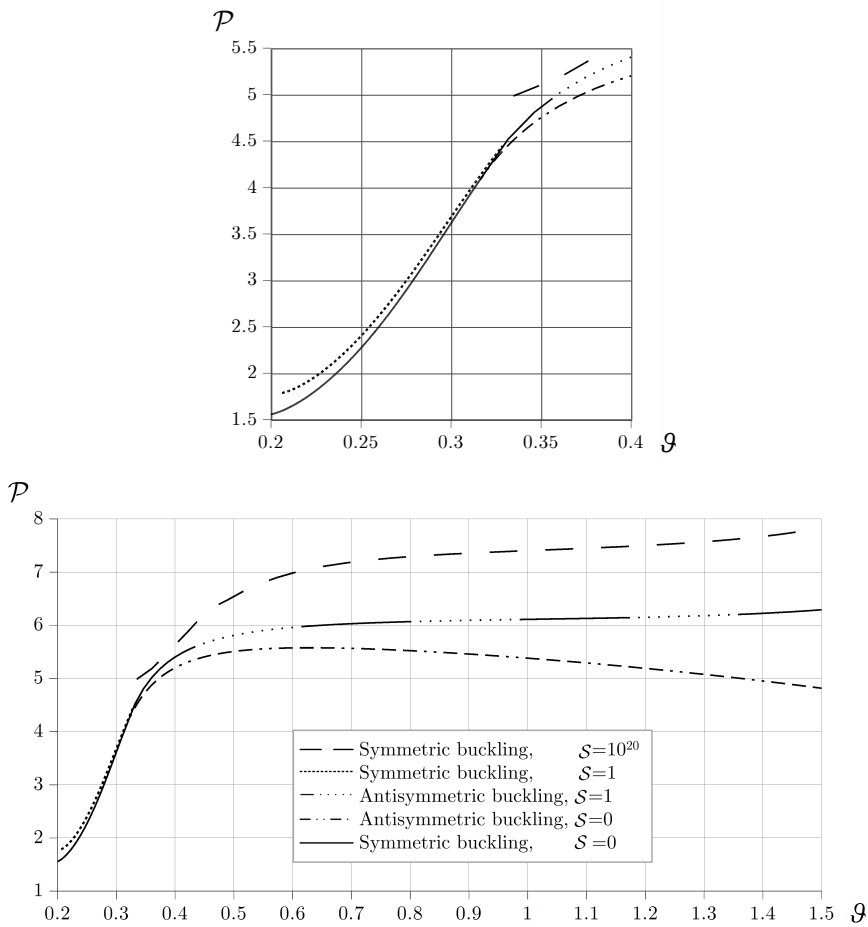 𝒫
5.5
5
4.5
4
3.5
3
2.5
2
1.5
0.2 0.25 0.3 0.35 0.4 ϑ
𝒫
8
7
6
5
4
3
2
1
Symmetric buckling, 𝒮=10²⁰
Symmetric buckling, 𝒮=1
Antisymmetric buckling, 𝒮=1
Antisymmetric buckling, 𝒮=0
Symmetric buckling, 𝒮 =0
0.2 0.3 0.4 0.5 0.6 0.7 0.8 0.9 1 1.1 1.2 1.3 1.4 1.5 ϑ